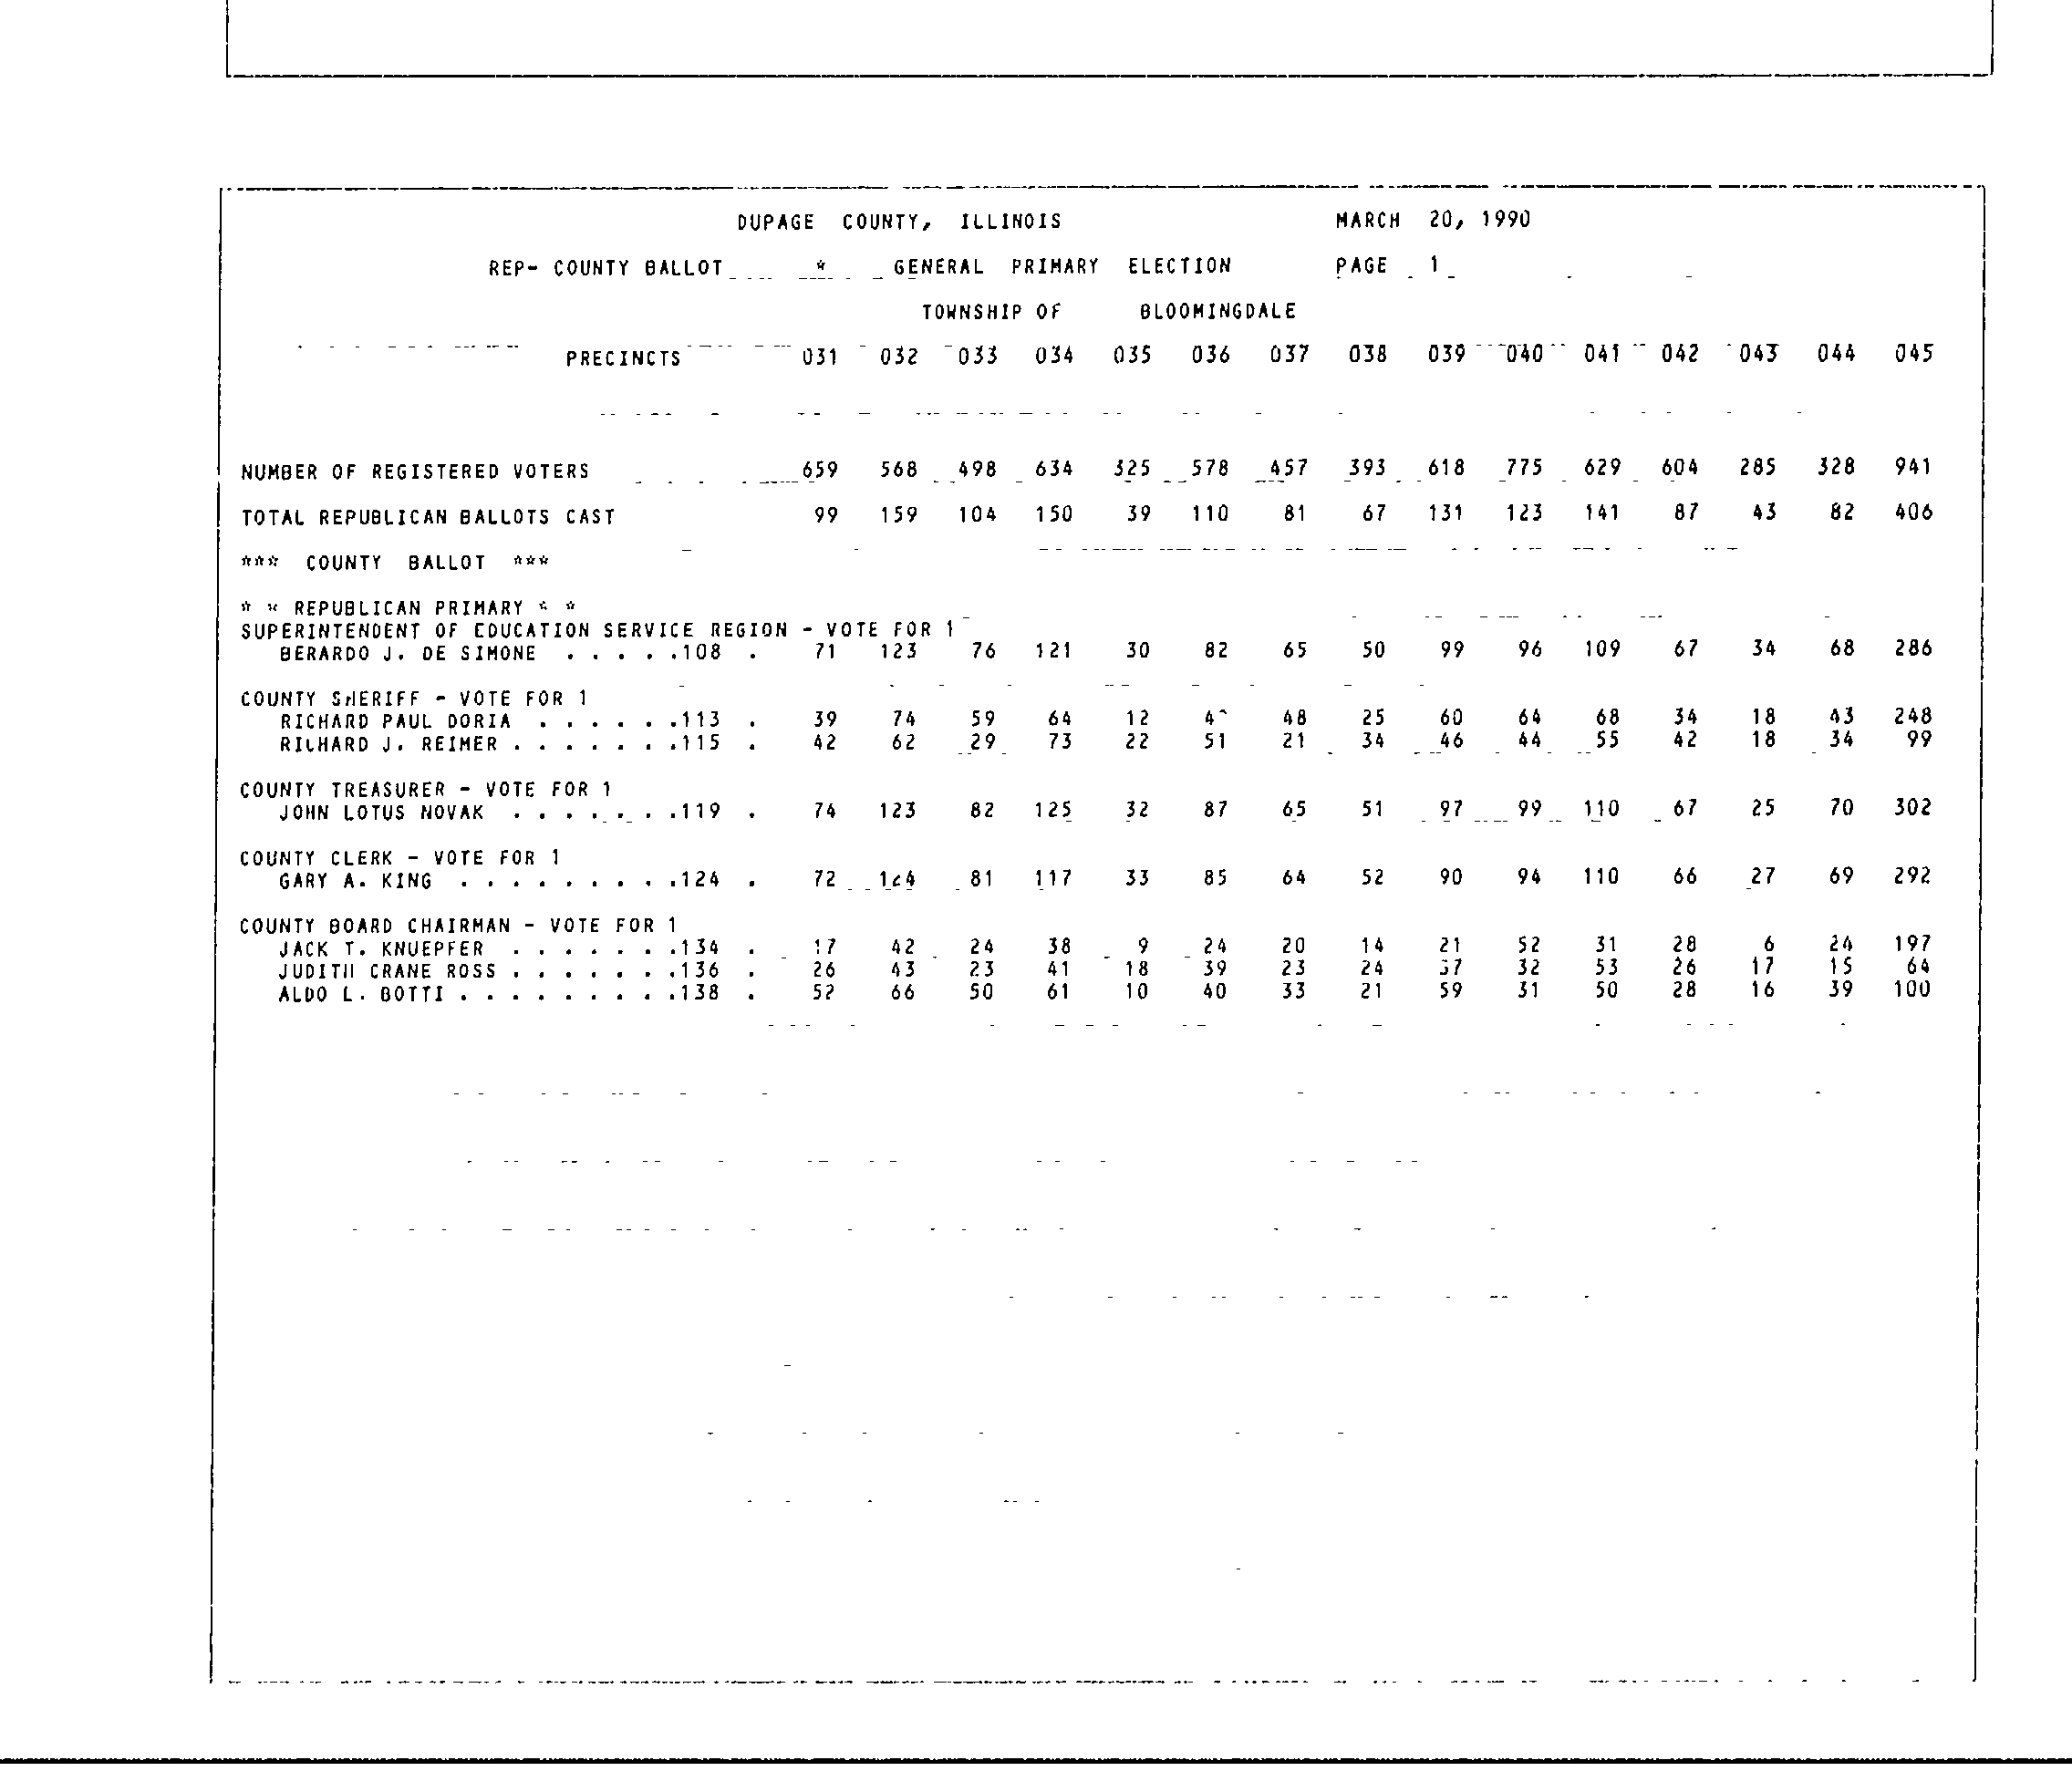 DUPAGE COUNTY, ILLINOIS MARCH 20, 1990
REP- COUNTY BALLOT * GENERAL PRIMARY ELECTION PAGE 1
TOWNSHIP OF BLOOMINGDALE
PRECINCTS 031 032 033 034 035 036 037 038 039 040 041 042 043 044 045
NUMBER OF REGISTERED VOTERS 659 568 498 634 325 578 457 393 618 775 629 604 285 328 941
TOTAL REPUBLICAN BALLOTS CAST 99 159 104 150 39 110 81 67 131 123 141 87 43 82 406
*** COUNTY BALLOT ***
* * REPUBLICAN PRIMARY * *
SUPERINTENDENT OF EDUCATION SERVICE REGION - VOTE FOR 1
BERARDO J. DE SIMONE . . . . .108 . 71 123 76 121 30 82 65 50 99 96 109 67 34 68 286
COUNTY SHERIFF - VOTE FOR 1
RICHARD PAUL DORIA . . . . . .113 . 39 74 59 64 12 48 25 60 64 68 34 18 43 248
RICHARD J. REIMER . . . . . . .115 . 42 62 29 73 22 51 21 34 46 44 55 42 18 34 99
COUNTY TREASURER - VOTE FOR 1
JOHN LOTUS NOVAK . . . . . . .119 . 74 123 82 125 32 87 65 51 97 99 110 67 25 70 302
COUNTY CLERK - VOTE FOR 1
GARY A. KING . . . . . . . . .124 . 72 124 81 117 33 85 64 52 90 94 110 66 27 69 292
COUNTY BOARD CHAIRMAN - VOTE FOR 1
JACK T. KNUEPFER . . . . . . .134 . 17 42 24 38 9 24 20 14 21 52 31 28 6 24 197
JUDITH CRANE ROSS . . . . . . .136 . 26 43 23 41 18 39 23 24 37 32 53 26 17 15 64
ALDO L. BOTTI . . . . . . . . .138 . 52 66 50 61 10 40 33 21 59 31 50 28 16 39 100